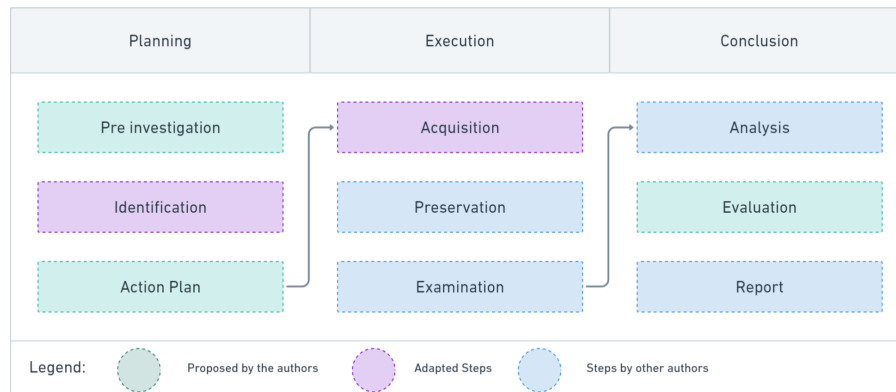 Planning
Execution
Conclusion
Pre investigation
Acquisition
Analysis
Identification
Preservation
Evaluation
Action Plan
Examination
Report
Legend:
Proposed by the authors
Adapted Steps
Steps by other authors